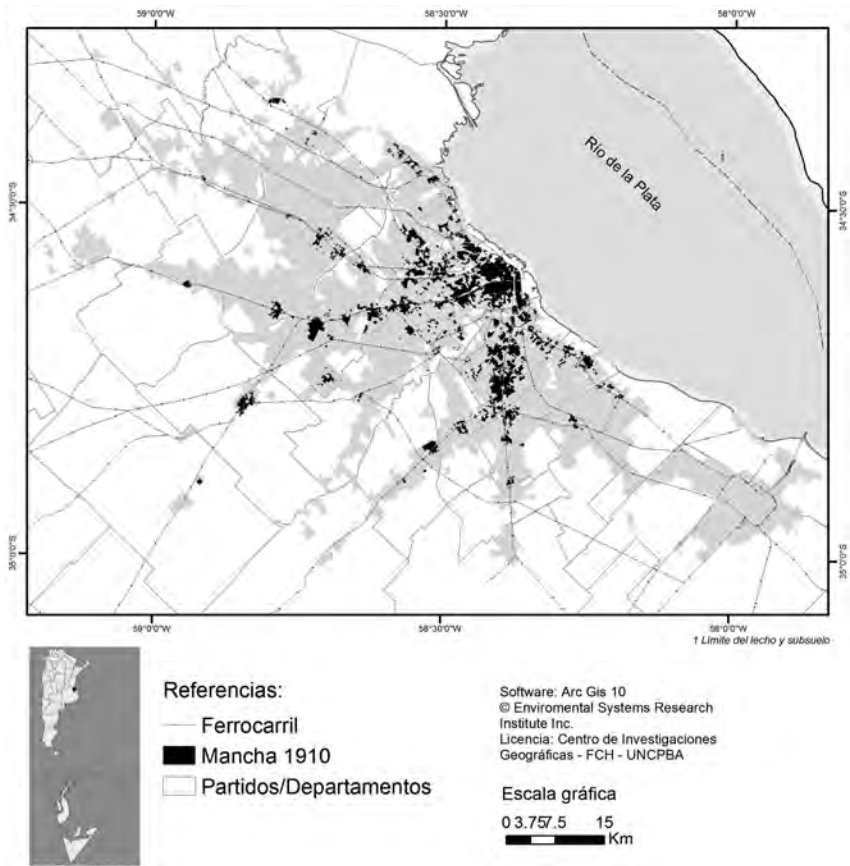 59°0'0"W
58°30'0"W
58°0'0"W
34°30'0"S
34°30'0"S
Río de la Plata
1
35°0'0"S
35°0'0"S
59°0'0"W
58°30'0"W
58°0'0"W
1 Límite del lecho y subsuelo
Referencias:
Ferrocarril
Mancha 1910
Partidos/Departamentos
Software: Arc Gis 10
© Enviromental Systems Research
Institute Inc.
Licencia: Centro de Investigaciones
Geográficas - FCH - UNCPBA
Escala gráfica
0 3.757.5 15
Km